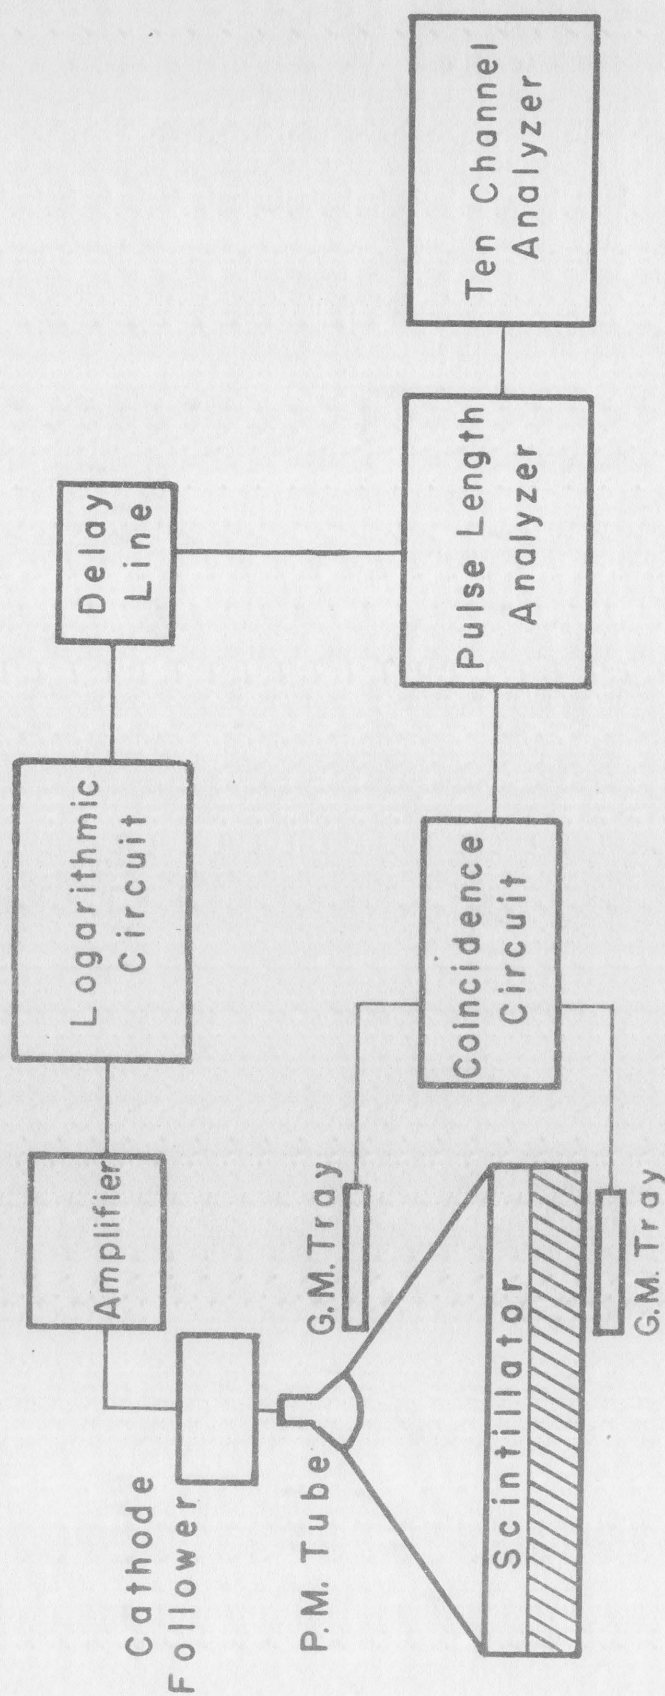 Cathode
Follower
Amplifier
Logarithmic
Circuit
Delay
Line
P.M. Tube
G.M. Tray
Coincidence
Circuit
Pulse Length
Analyzer
Ten Channel
Analyzer
Scintillator
G.M. Tray